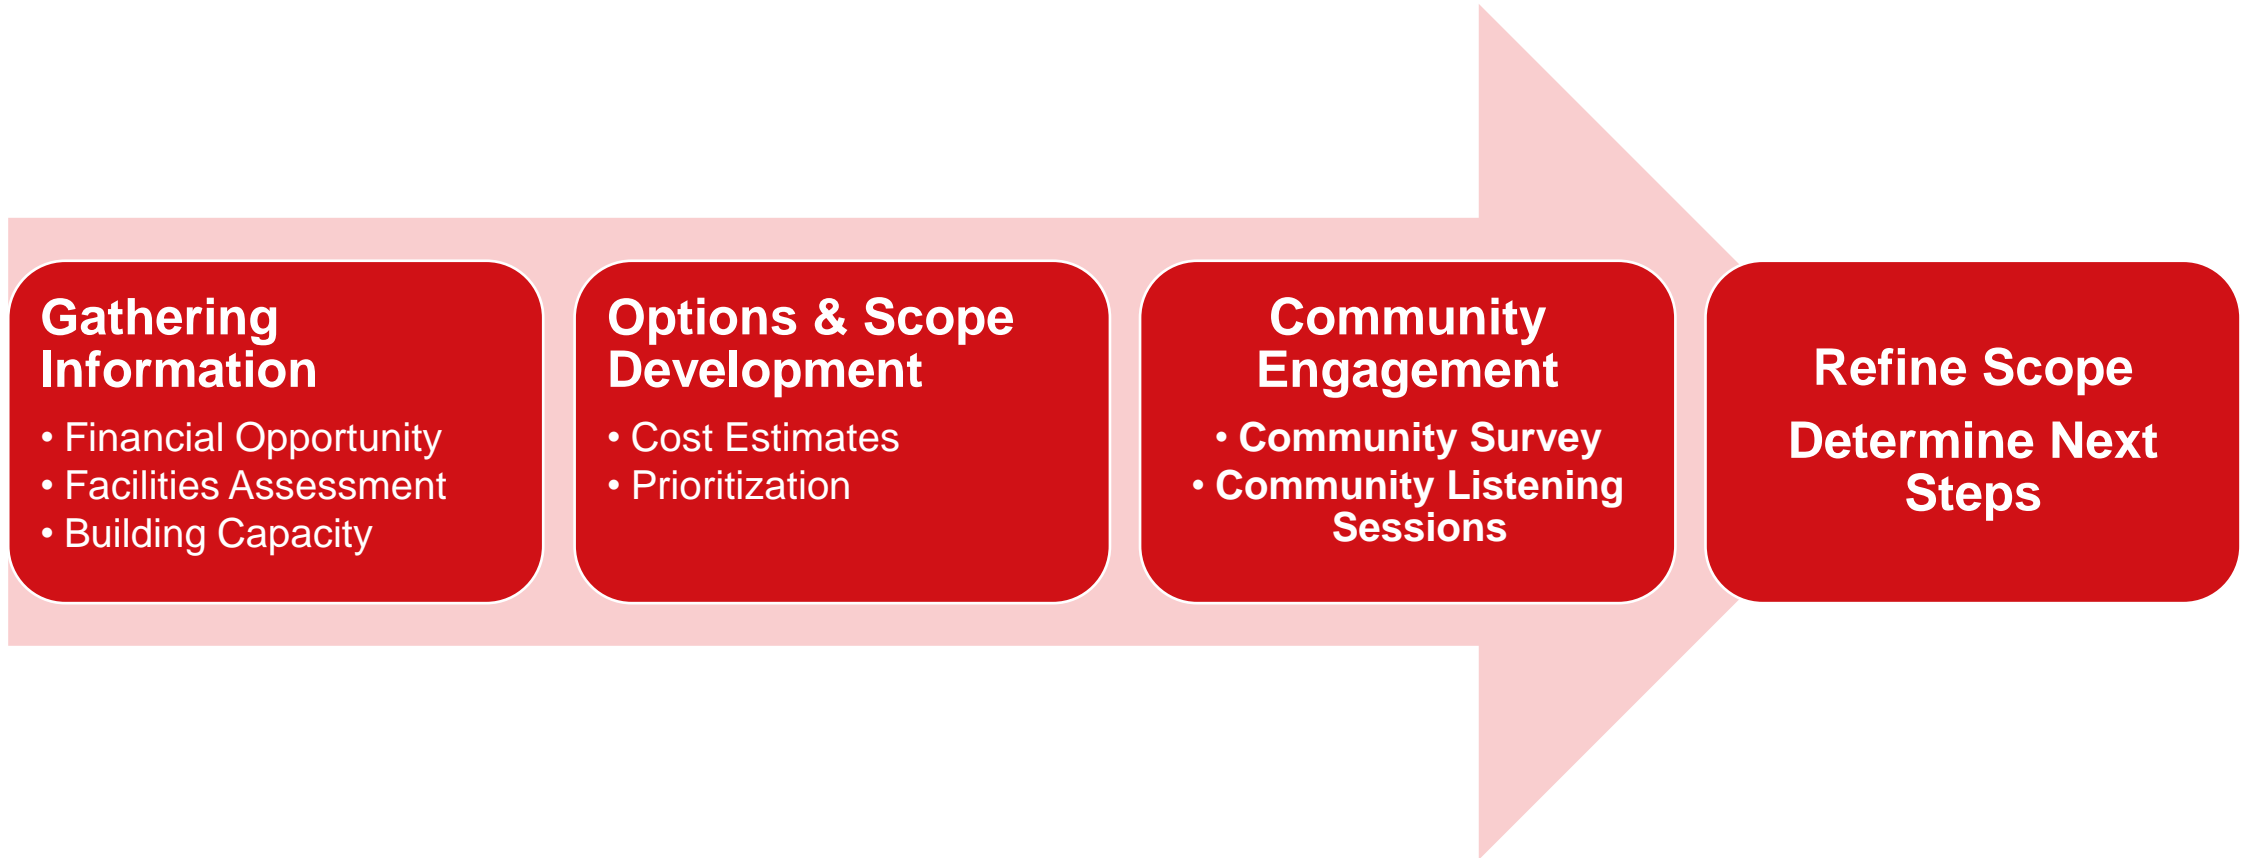 Gathering
Information
• Financial Opportunity
• Facilities Assessment
• Building Capacity
Options & Scope
Development
• Cost Estimates
• Prioritization
Community
Engagement
• Community Survey
• Community Listening
Sessions
Refine Scope
Determine Next
Steps